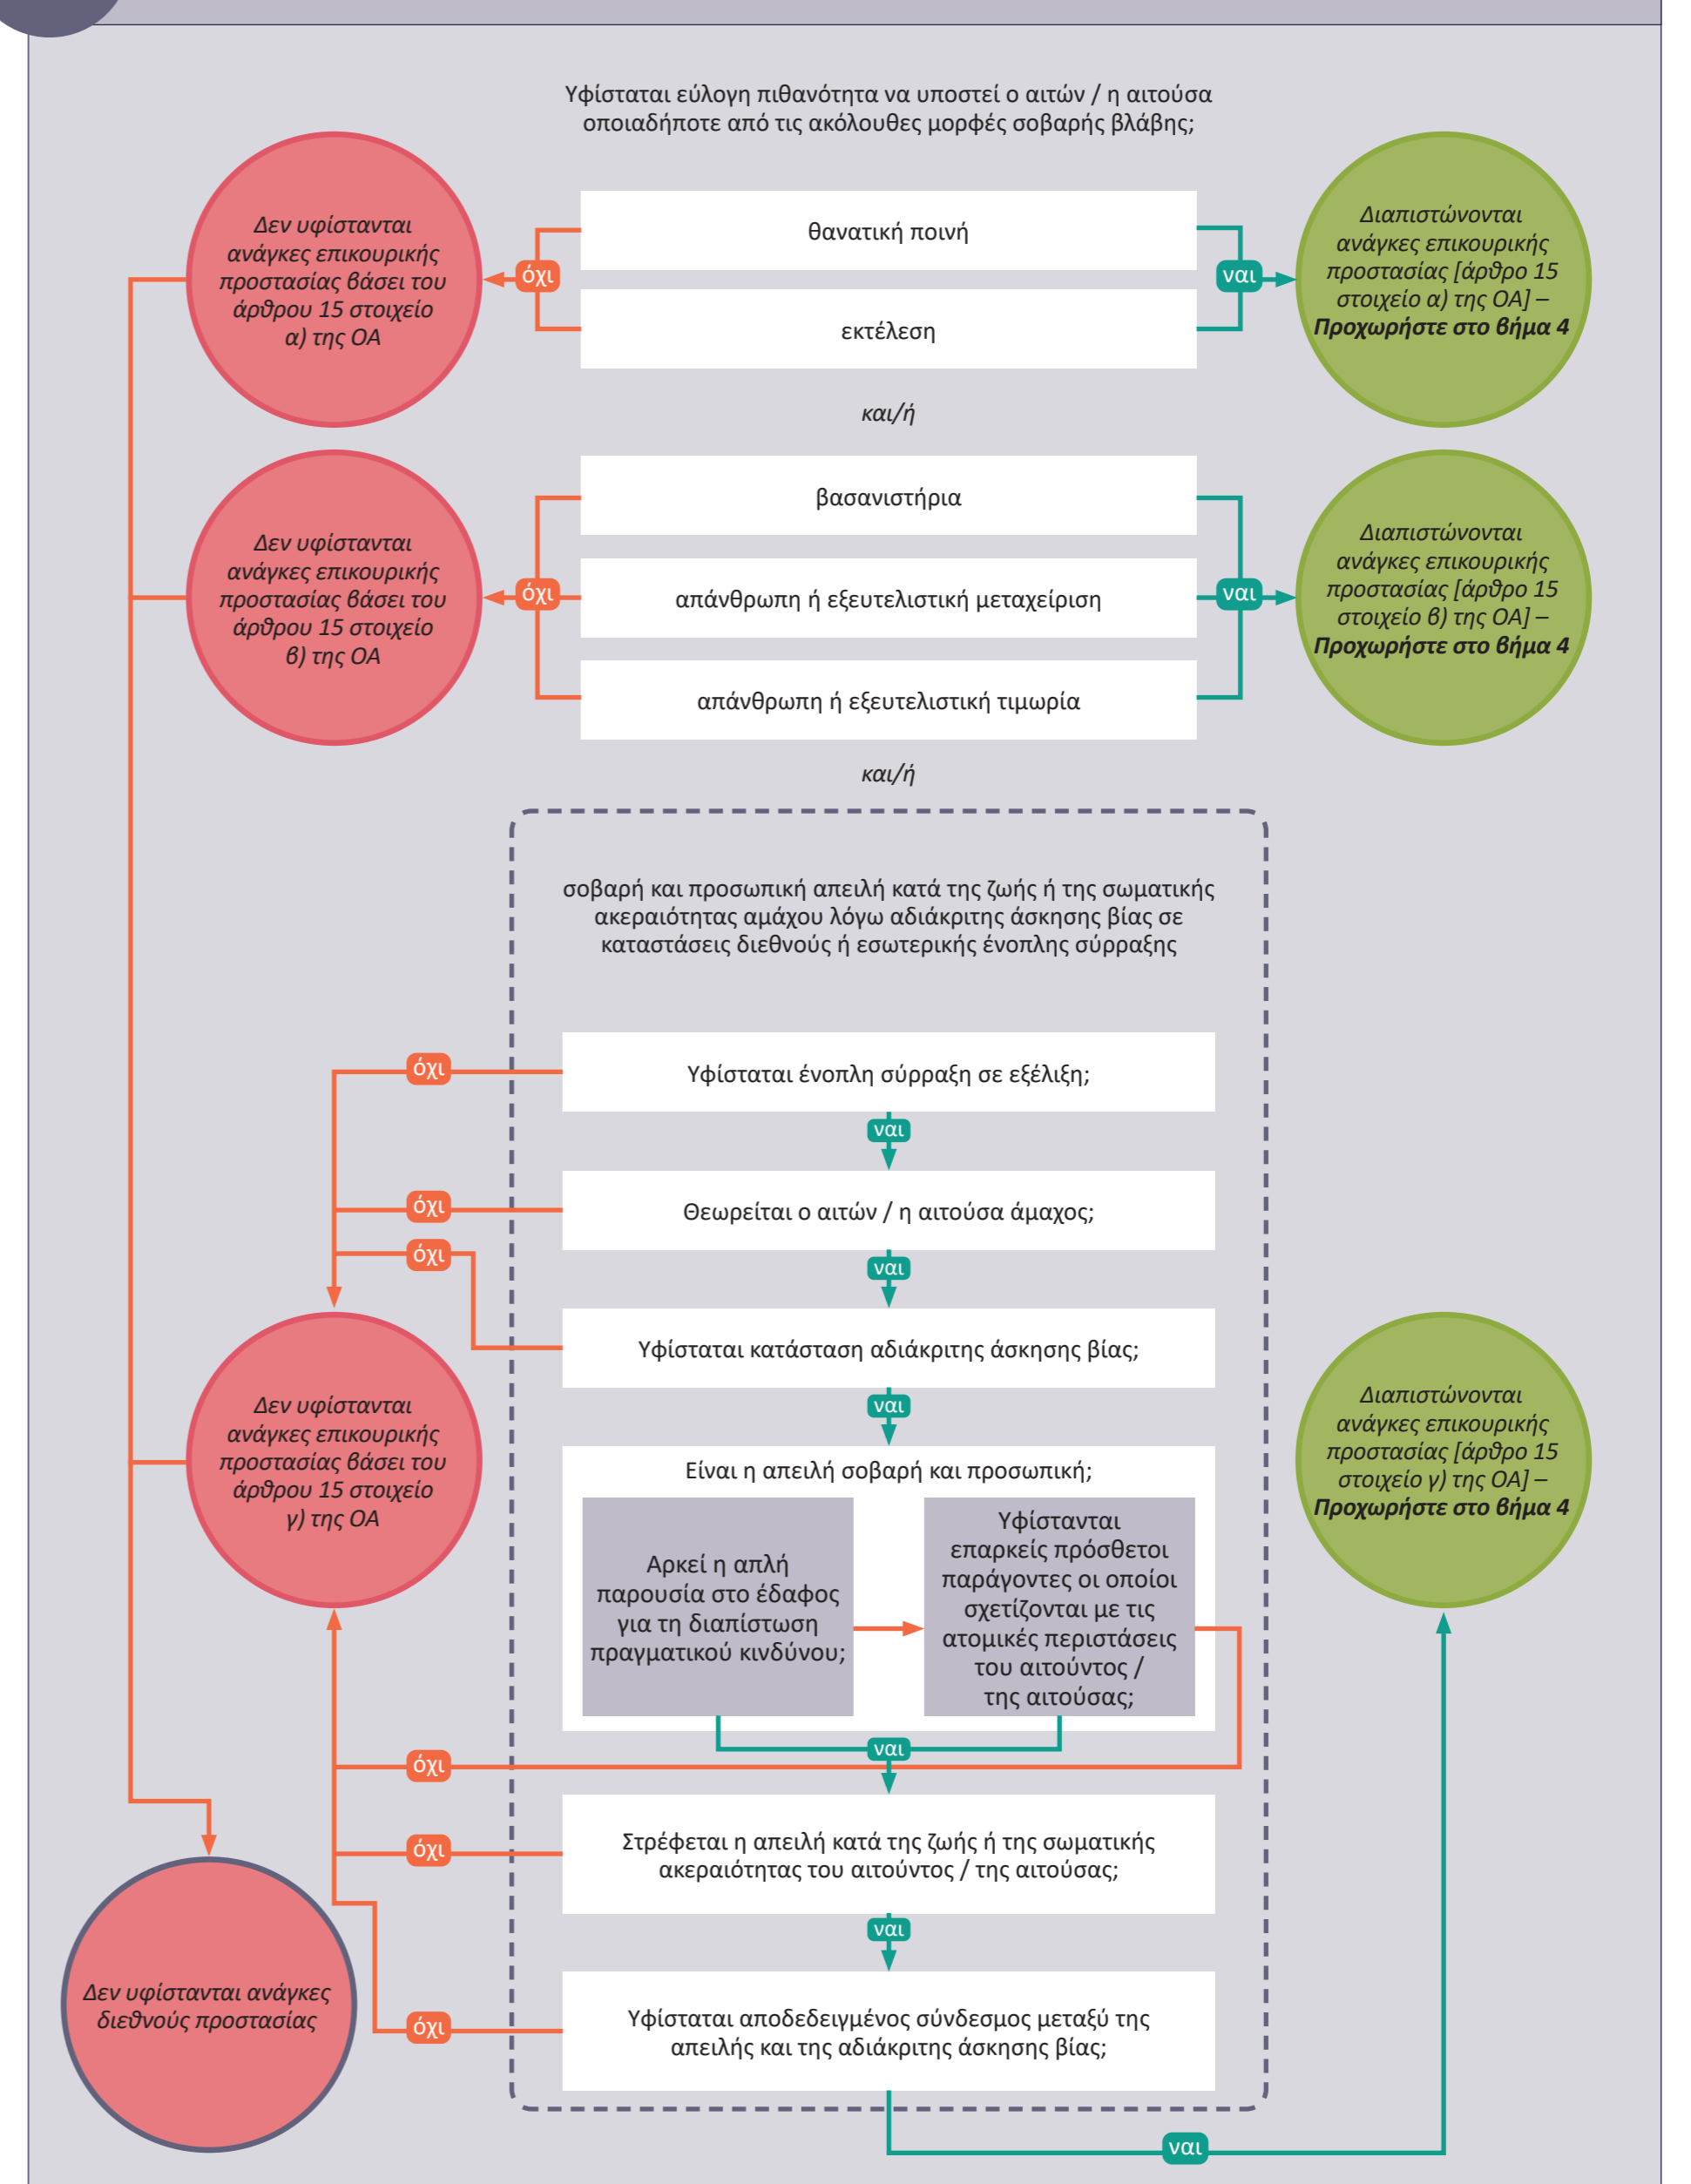 Υφίσταται εύλογη πιθανότητα να υποστεί ο αιτών / η αιτούσα
οποιαδήποτε από τις ακόλουθες μορφές σοβαρής βλάβης;
Δεν υφίστανται
ανάγκες επικουρικής
προστασίας βάσει του
άρθρου 15 στοιχείο
α) της ΟΑ
όχι
θανατική ποινή
εκτέλεση
ναι
Διαπιστώνονται
ανάγκες επικουρικής
προστασίας [άρθρο 15
στοιχείο α) της ΟΑ] –
Προχωρήστε στο βήμα 4
και/ή
Δεν υφίστανται
ανάγκες επικουρικής
προστασίας βάσει του
άρθρου 15 στοιχείο
β) της ΟΑ
όχι
βασανιστήρια
απάνθρωπη ή εξευτελιστική μεταχείριση
απάνθρωπη ή εξευτελιστική τιμωρία
ναι
Διαπιστώνονται
ανάγκες επικουρικής
προστασίας [άρθρο 15
στοιχείο β) της ΟΑ] –
Προχωρήστε στο βήμα 4
και/ή
σοβαρή και προσωπική απειλή κατά της ζωής ή της σωματικής
ακεραιότητας αμάχου λόγω αδιάκριτης άσκησης βίας σε
καταστάσεις διεθνούς ή εσωτερικής ένοπλης σύρραξης
όχι
Υφίσταται ένοπλη σύρραξη σε εξέλιξη;
ναι
όχι
Θεωρείται ο αιτών / η αιτούσα άμαχος;
όχι
ναι
Υφίσταται κατάσταση αδιάκριτης άσκησης βίας;
ναι
Δεν υφίστανται
ανάγκες επικουρικής
προστασίας βάσει του
άρθρου 15 στοιχείο
γ) της ΟΑ
Είναι η απειλή σοβαρή και προσωπική;
Αρκεί η απλή
παρουσία στο έδαφος
για τη διαπίστωση
πραγματικού κινδύνου;
Υφίστανται
επαρκείς πρόσθετοι
παράγοντες οι οποίοι
σχετίζονται με τις
ατομικές περιστάσεις
του αιτούντος /
της αιτούσας;
Διαπιστώνονται
ανάγκες επικουρικής
προστασίας [άρθρο 15
στοιχείο γ) της ΟΑ] –
Προχωρήστε στο βήμα 4
ναι
όχι
όχι
Στρέφεται η απειλή κατά της ζωής ή της σωματικής
ακεραιότητας του αιτούντος / της αιτούσας;
ναι
Δεν υφίστανται ανάγκες
διεθνούς προστασίας
όχι
Υφίσταται αποδεδειγμένος σύνδεσμος μεταξύ της
απειλής και της αδιάκριτης άσκησης βίας;
ναι